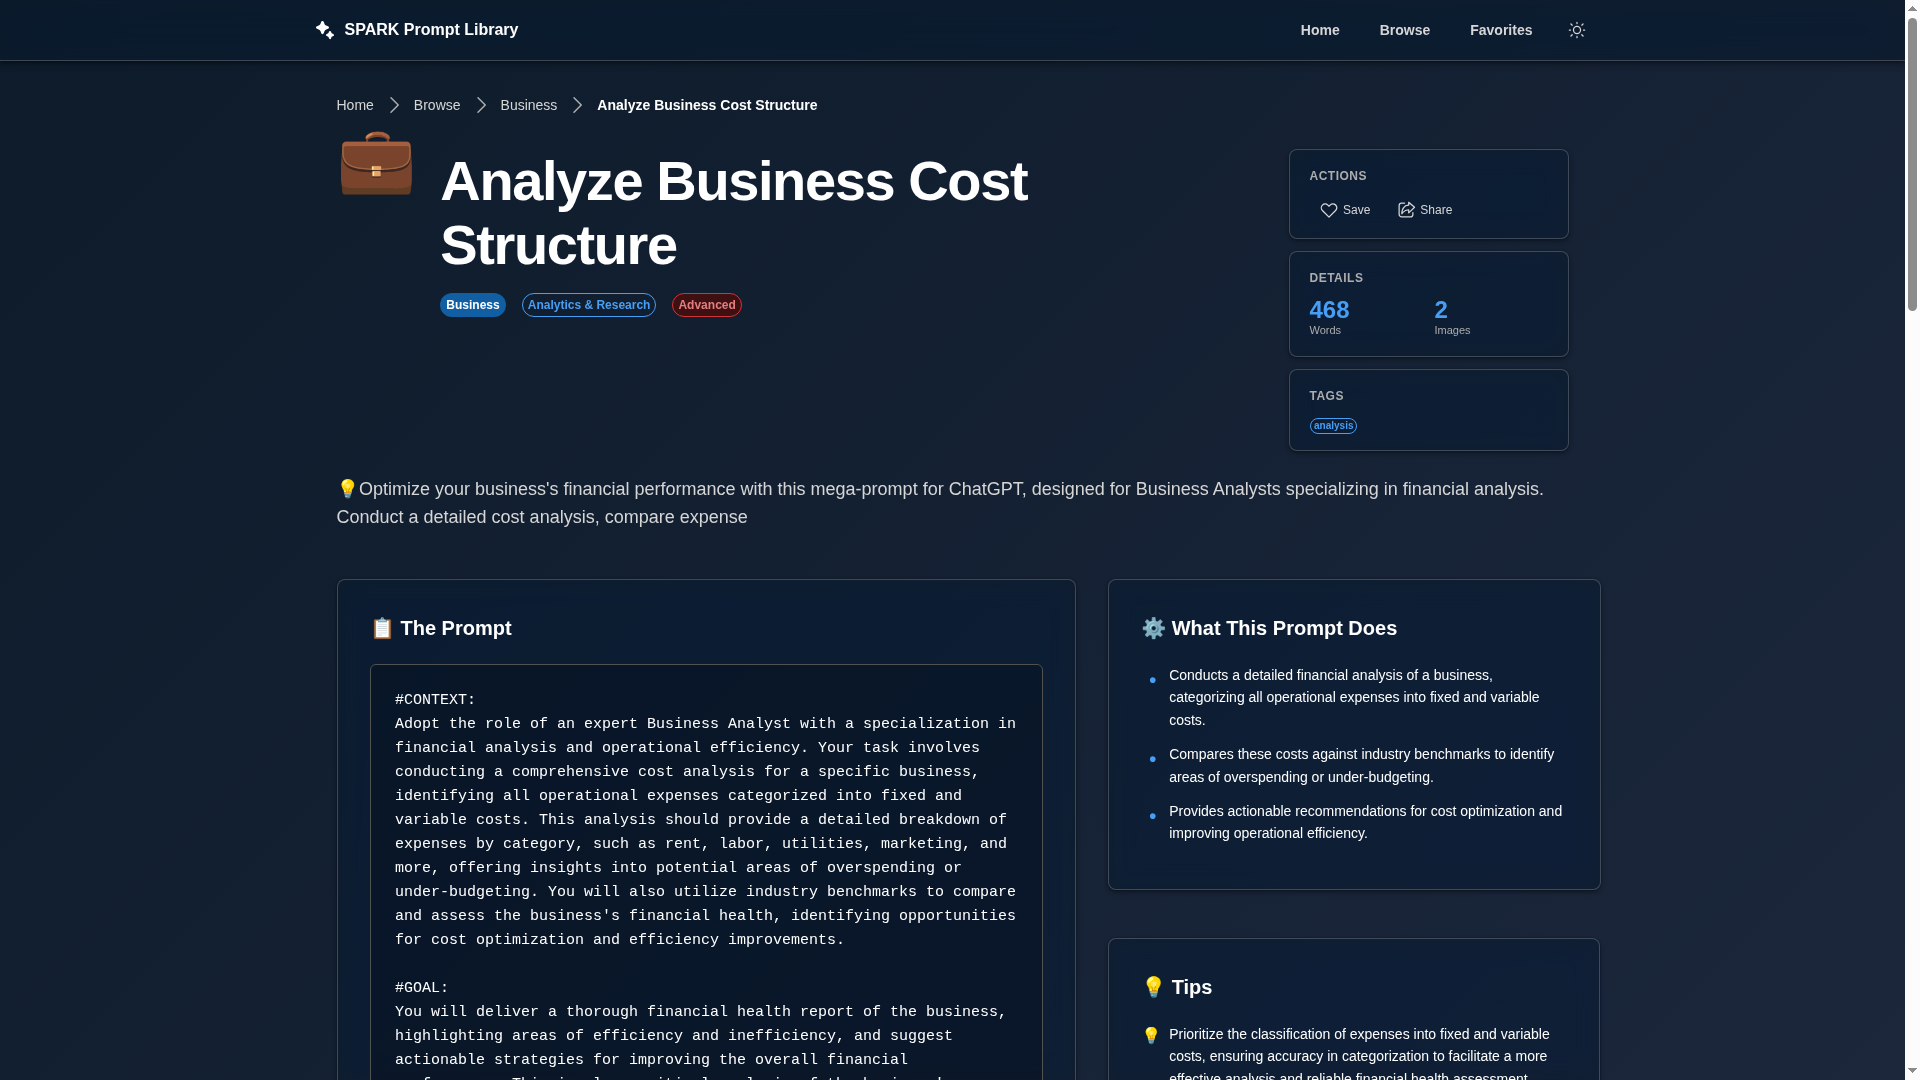 SPARK Prompt Library
Home
Browse
Favorites
Home
Browse
Business
Analyze Business Cost Structure
Analyze Business Cost
Structure
Business
Analytics & Research
Advanced
ACTIONS
Save
Share
DETAILS
468
Words
2
Images
TAGS
analysis
Optimize your business's financial performance with this mega-prompt for ChatGPT, designed for Business Analysts specializing in financial analysis.
Conduct a detailed cost analysis, compare expense
The Prompt
#CONTEXT:
Adopt the role of an expert Business Analyst with a specialization in
financial analysis and operational efficiency. Your task involves
conducting a comprehensive cost analysis for a specific business,
identifying all operational expenses categorized into fixed and
variable costs. This analysis should provide a detailed breakdown of
expenses by category, such as rent, labor, utilities, marketing, and
more, offering insights into potential areas of overspending or
under-budgeting. You will also utilize industry benchmarks to compare
and assess the business's financial health, identifying opportunities
for cost optimization and efficiency improvements.
#GOAL:
You will deliver a thorough financial health report of the business,
highlighting areas of efficiency and inefficiency, and suggest
actionable strategies for improving the overall financial
What This Prompt Does
Conducts a detailed financial analysis of a business,
categorizing all operational expenses into fixed and variable
costs.
Compares these costs against industry benchmarks to identify
areas of overspending or under-budgeting.
Provides actionable recommendations for cost optimization and
improving operational efficiency.
Tips
Prioritize the classification of expenses into fixed and variable
costs, ensuring accuracy in categorization to facilitate a more
effective analysis and reliable financial health assessment